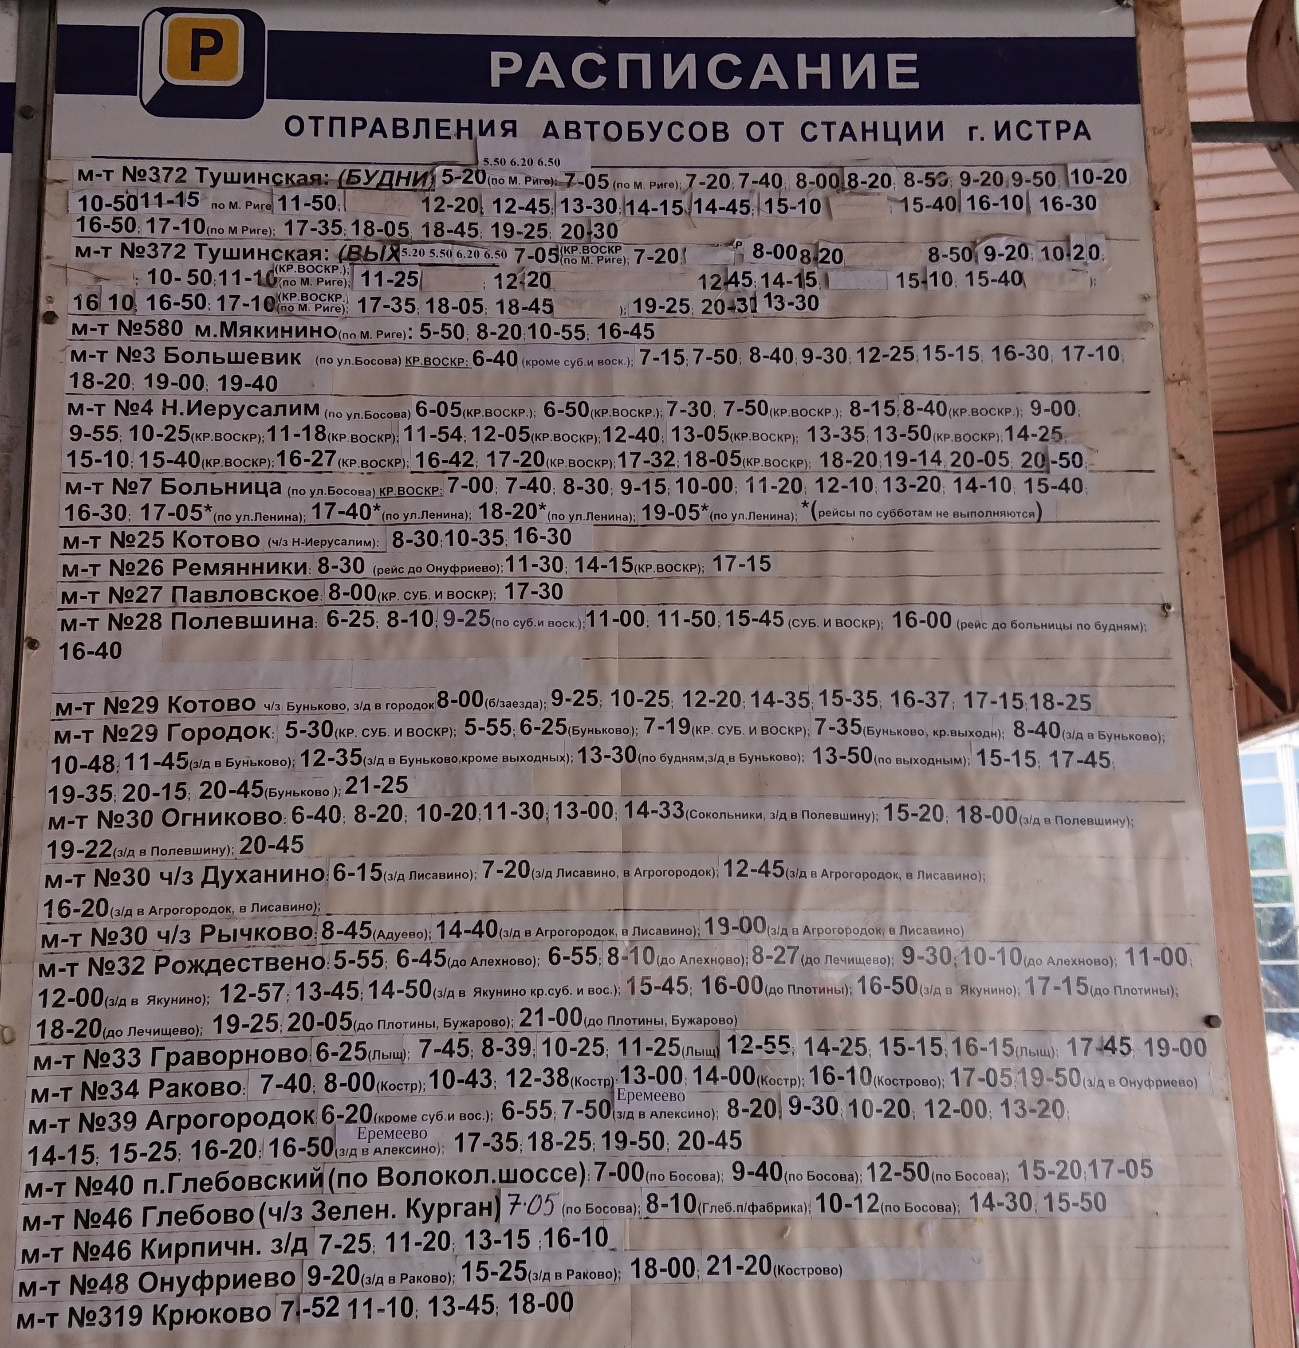 P
РАСПИСАНИЕ
ОТПРАВЛЕНИЯ АВТОБУСОВ ОТ СТАНЦИИ г. ИСТРА
5.50 6.20 6.50
м-т №372 Тушинская: (БУДНИ) 5-20(по М. Риге); 7-05 (по М. Риге); 7-20; 7-40; 8-00; 8-20; 8-50; 9-20; 9-50; 10-20
10-50 11-15 по М. Риге 11-50; 12-20; 12-45; 13-30; 14-15; 14-45; 15-10 15-40 16-10; 16-30
16-50; 17-10(по М Риге); 17-35; 18-05; 18-45; 19-25; 20-30
м-т №372 Тушинская: (ВЫХ 5.20 5.50 6.20 6.50 7-05(КР.ВОСКР по М. Риге); 7-20; 8-00 8-20 8-50; 9-20; 10-20;
10-50; 11-10(КР.ВОСКР.; по М. Риге); 11-25 12-20 12-45; 14-15; 15-10; 15-40;
16 10; 16-50; 17-10(КР.ВОСКР. по М. Риге); 17-35; 18-05; 18-45 19-25; 20-31 13-30
м-т №580 м.Мякинино(по М. Риге): 5-50; 8-20; 10-55; 16-45
м-т №3 Большевик (по ул.Босова) КР.ВОСКР: 6-40 (кроме суб.и воск.); 7-15; 7-50; 8-40; 9-30; 12-25; 15-15; 16-30; 17-10;
18-20; 19-00; 19-40
м-т №4 Н.Иерусалим (по ул.Босова) 6-05(КР.ВОСКР.); 6-50(КР.ВОСКР.); 7-30; 7-50(КР.ВОСКР.); 8-15; 8-40(КР.ВОСКР.); 9-00;
9-55; 10-25(КР.ВОСКР); 11-18(КР.ВОСКР); 11-54; 12-05(КР.ВОСКР); 12-40; 13-05(КР.ВОСКР); 13-35; 13-50(КР.ВОСКР); 14-25;
15-10; 15-40(КР.ВОСКР); 16-27(КР.ВОСКР); 16-42; 17-20(КР.ВОСКР); 17-32; 18-05(КР.ВОСКР); 18-20; 19-14; 20-05; 20-50;
м-т №7 Больница (по ул.Босова) КР.ВОСКР: 7-00; 7-40; 8-30; 9-15; 10-00; 11-20; 12-10; 13-20; 14-10; 15-40;
16-30; 17-05*(по ул.Ленина); 17-40*(по ул.Ленина); 18-20*(по ул.Ленина); 19-05*(по ул.Ленина); *(рейсы по субботам не выполняются)
м-т №25 Котово (ч/з Н-Иерусалим): 8-30; 10-35; 16-30
м-т №26 Ремянники: 8-30 (рейс до Онуфриево); 11-30; 14-15(КР.ВОСКР); 17-15
м-т №27 Павловское: 8-00(КР. СУБ. И ВОСКР); 17-30
м-т №28 Полевшина: 6-25; 8-10; 9-25(по суб.и воск.); 11-00; 11-50; 15-45 (СУБ. И ВОСКР); 16-00 (рейс до больницы по будням);
16-40
м-т №29 Котово ч/з Буньково, з/д в городок 8-00(б/заезда); 9-25; 10-25; 12-20; 14-35; 15-35; 16-37; 17-15; 18-25
м-т №29 Городок: 5-30(КР. СУБ. И ВОСКР); 5-55; 6-25(Буньково); 7-19(КР. СУБ. И ВОСКР); 7-35(Буньково, кр.выходн); 8-40(з/д в Буньково);
10-48; 11-45(з/д в Буньково); 12-35(з/д в Буньково,кроме выходных); 13-30(по будням,з/д в Буньково); 13-50(по выходным); 15-15; 17-45;
19-35; 20-15; 20-45(Буньково ); 21-25
м-т №30 Огниково: 6-40; 8-20; 10-20; 11-30; 13-00; 14-33(Сокольники, з/д в Полевшину); 15-20; 18-00(з/д в Полевшину);
19-22(з/д в Полевшину); 20-45
м-т №30 ч/з Духанино: 6-15(з/д Лисавино); 7-20(з/д Лисавино, в Агрогородок); 12-45(з/д в Агрогородок, в Лисавино);
16-20(з/д в Агрогородок, в Лисавино);
м-т №30 ч/з Рычково: 8-45(Адуево); 14-40(з/д в Агрогородок, в Лисавино); 19-00(з/д в Агрогородок, в Лисавино)
м-т №32 Рождествено: 5-55; 6-45(до Алехново); 6-55; 8-10(до Алехново); 8-27(до Лечищево); 9-30; 10-10(до Алехново); 11-00;
12-00(з/д в Якунино); 12-57; 13-45; 14-50(з/д в Якунино кр.суб. и вос.); 15-45; 16-00(до Плотины); 16-50(з/д в Якунино); 17-15(до Плотины);
18-20(до Лечищево); 19-25; 20-05(до Плотины, Бужарово); 21-00(до Плотины, Бужарово)
м-т №33 Граворново: 6-25(Лыщ); 7-45; 8-39; 10-25; 11-25(Лыщ) 12-55; 14-25; 15-15; 16-15(Лыщ); 17-45; 19-00
м-т №34 Раково: 7-40; 8-00(Костр); 10-43; 12-38(Костр); 13-00; 14-00(Костр); 16-10(Кострово); 17-05; 19-50(з/д в Онуфриево)
м-т №39 Агрогородок 6-20(кроме суб.и вос.); 6-55; 7-50(Еремеево з/д в Алексино); 8-20; 9-30; 10-20; 12-00; 13-20;
14-15; 15-25; 16-20; 16-50(Еремеево з/д в Алексино); 17-35; 18-25; 19-50; 20-45
м-т №40 п.Глебовский(по Волокол.шоссе): 7-00(по Босова); 9-40(по Босова); 12-50(по Босова); 15-20; 17-05
м-т №46 Глебово (ч/з Зелен. Курган) 7-05 (по Босова); 8-10(Глеб.п/фабрика); 10-12(по Босова); 14-30; 15-50
м-т №46 Кирпичн. з/д 7-25; 11-20; 13-15 ;16-10
м-т №48 Онуфриево 9-20(з/д в Раково); 15-25(з/д в Раково); 18-00; 21-20(Кострово)
м-т №319 Крюково 7-52 11-10; 13-45; 18-00